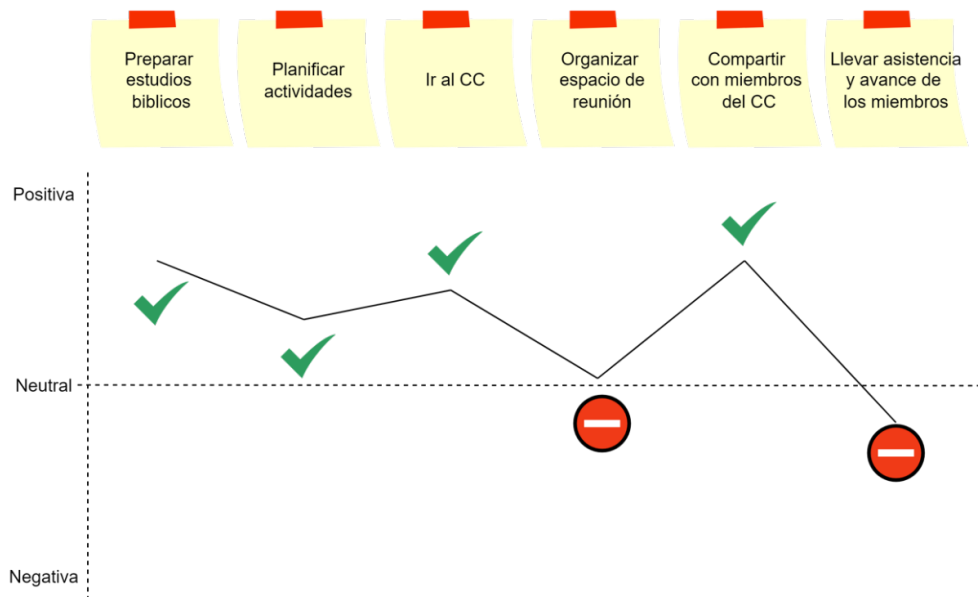 Preparar
estudios
biblicos
Planificar
actividades
Ir al CC
Organizar
espacio de
reunión
Compartir
con miembros
del CC
Llevar asistencia
y avance de
los miembros
Positiva
Neutral
Negativa